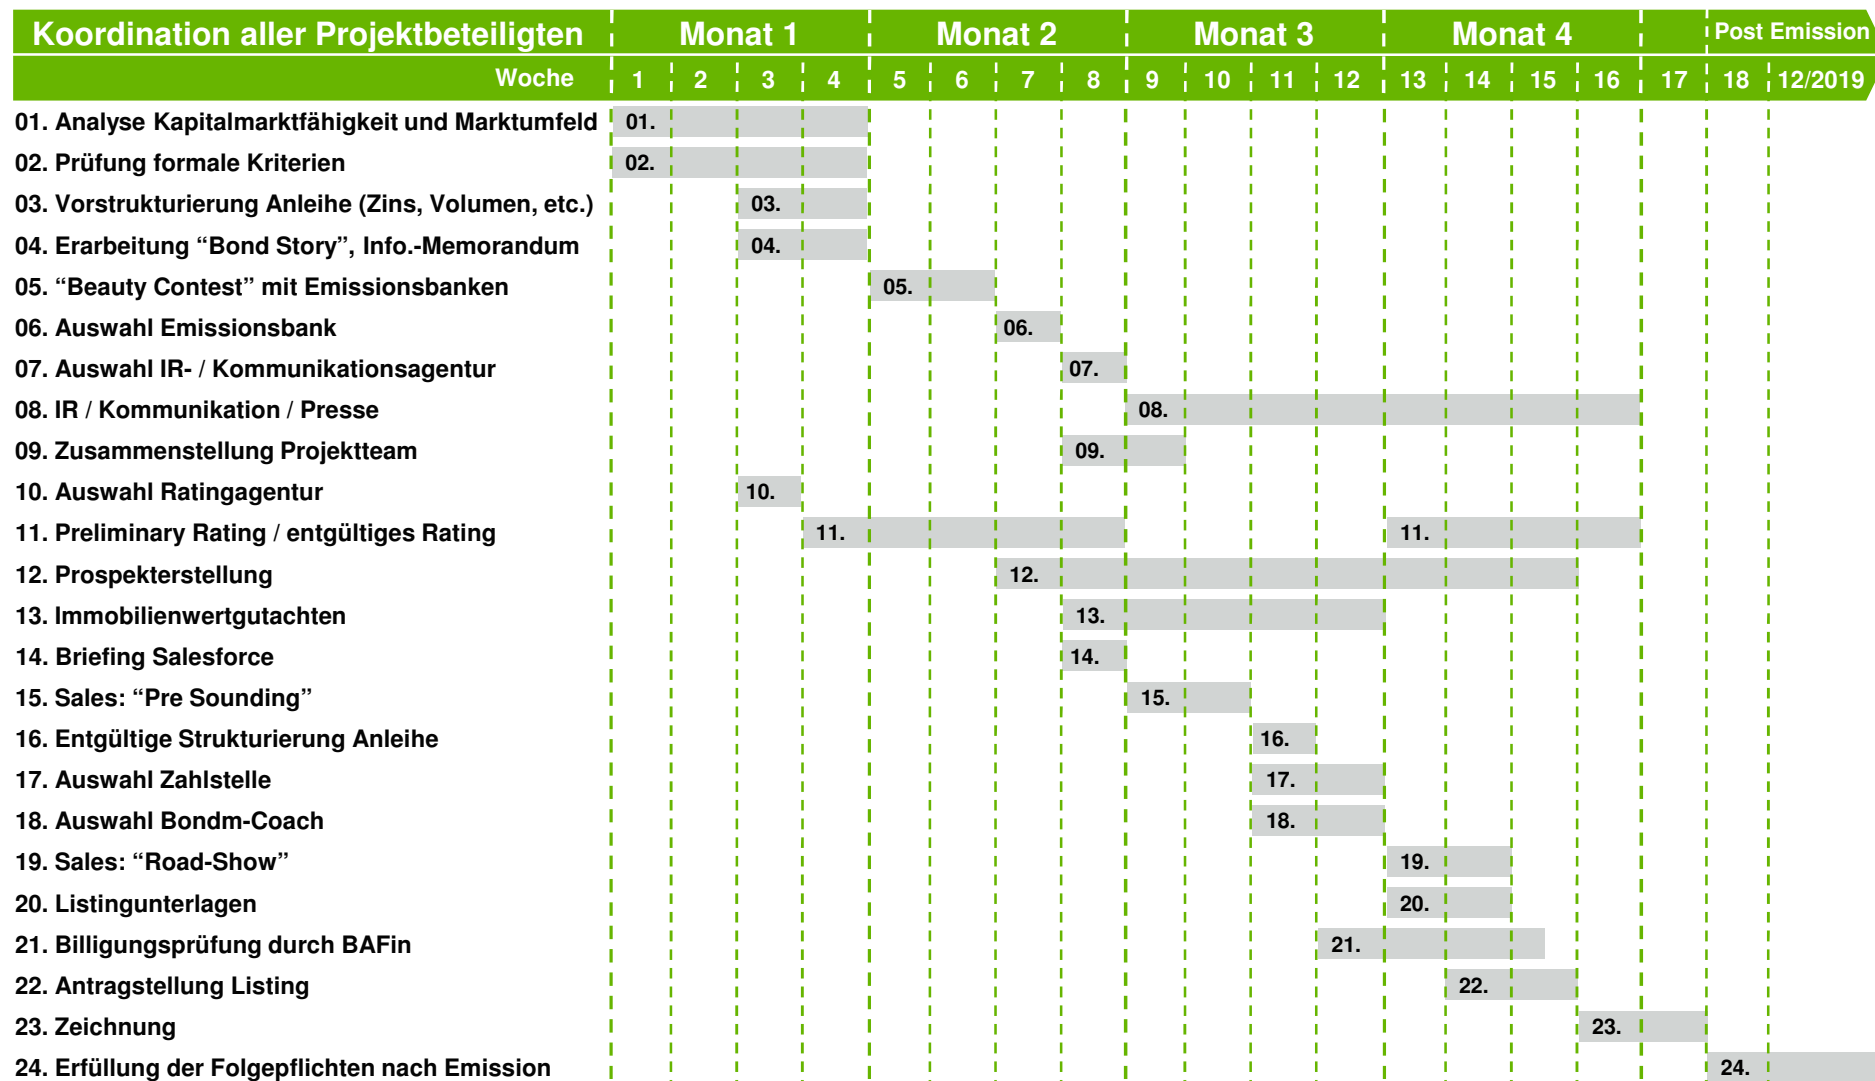 Koordination aller Projektbeteiligten Monat 1 Monat 2 Monat 3 Monat 4 Post Emission
Woche 1 2 3 4 5 6 7 8 9 10 11 12 13 14 15 16 17 18 12/2019
01. Analyse Kapitalmarktfähigkeit und Marktumfeld 01.
02. Prüfung formale Kriterien 02.
03. Vorstrukturierung Anleihe (Zins, Volumen, etc.) 03.
04. Erarbeitung “Bond Story”, Info.-Memorandum 04.
05. “Beauty Contest” mit Emissionsbanken 05.
06. Auswahl Emissionsbank 06.
07. Auswahl IR- / Kommunikationsagentur 07.
08. IR / Kommunikation / Presse 08.
09. Zusammenstellung Projektteam 09.
10. Auswahl Ratingagentur 10.
11. Preliminary Rating / entgültiges Rating 11. 11.
12. Prospekterstellung 12.
13. Immobilienwertgutachten 13.
14. Briefing Salesforce 14.
15. Sales: “Pre Sounding” 15.
16. Entgültige Strukturierung Anleihe 16.
17. Auswahl Zahlstelle 17.
18. Auswahl Bondm-Coach 18.
19. Sales: “Road-Show” 19.
20. Listingunterlagen 20.
21. Billigungsprüfung durch BAFin 21.
22. Antragstellung Listing 22.
23. Zeichnung 23.
24. Erfüllung der Folgepflichten nach Emission 24.